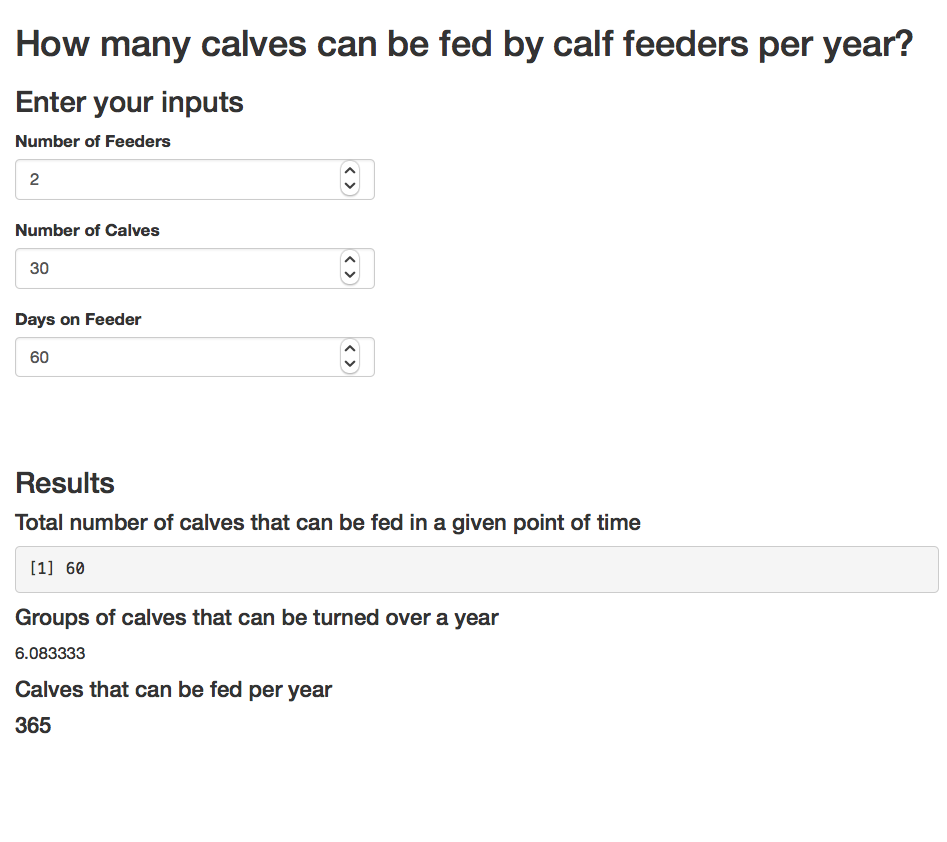 How many calves can be fed by calf feeders per year?
Enter your inputs
Number of Feeders
2
Number of Calves
30
Days on Feeder
60
Results
Total number of calves that can be fed in a given point of time
[1] 60
Groups of calves that can be turned over a year
6.083333
Calves that can be fed per year
365